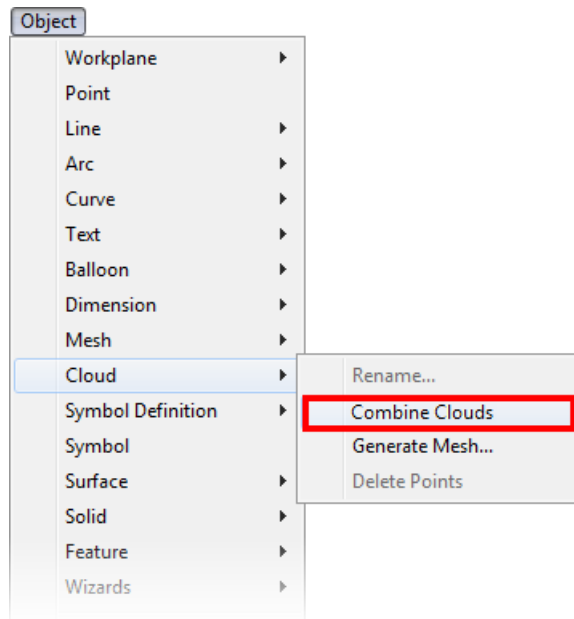 Object
Workplane
Point
Line
Arc
Curve
Text
Balloon
Dimension
Mesh
Cloud
Rename...
Symbol Definition
Combine Clouds
Symbol
Generate Mesh...
Surface
Delete Points
Solid
Feature
Wizards